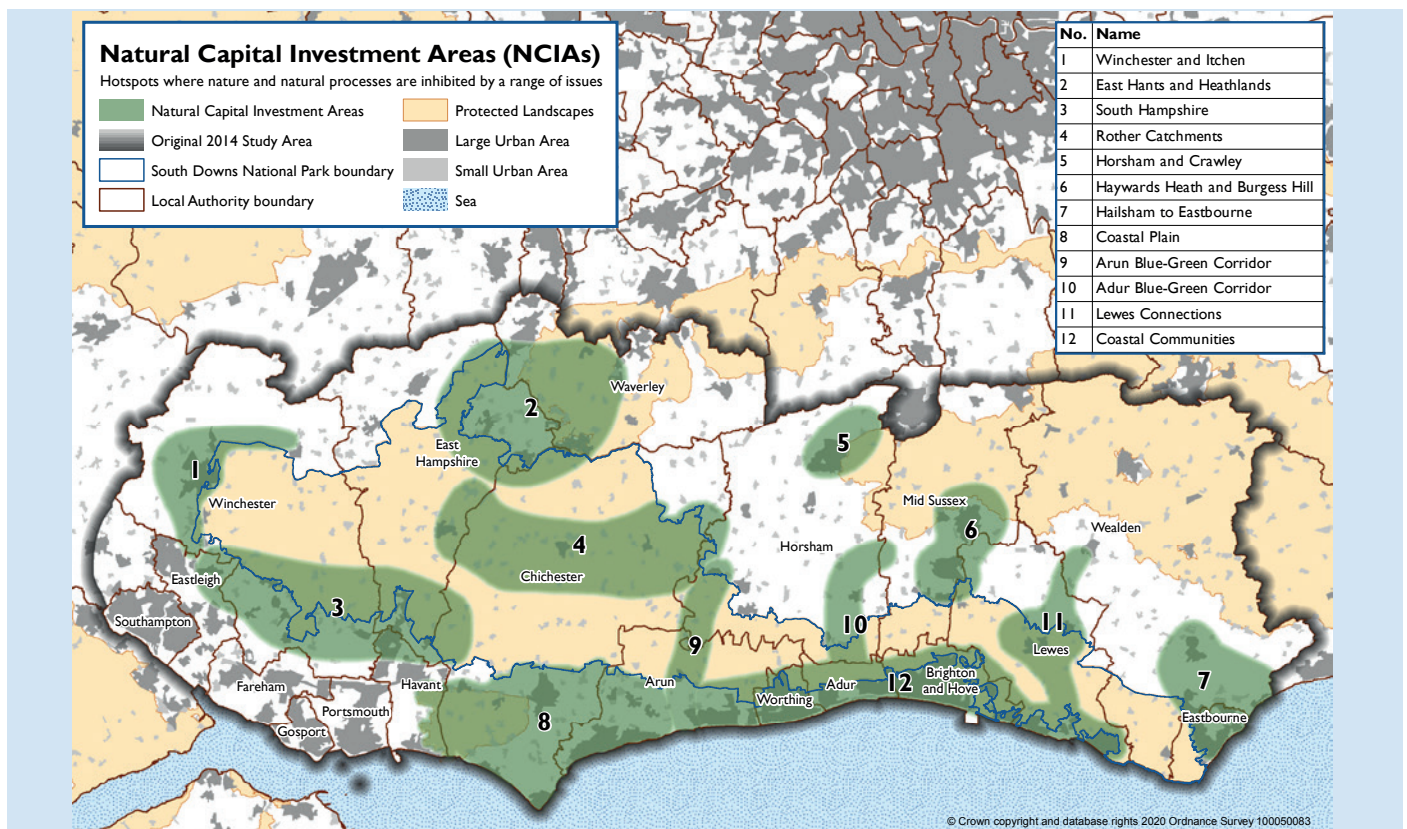 Natural Capital Investment Areas (NCIAs)
Hotspots where nature and natural processes are inhibited by a range of issues
Natural Capital Investment Areas
Protected Landscapes
Original 2014 Study Area
Large Urban Area
South Downs National Park boundary
Small Urban Area
Local Authority boundary
Sea
No. Name
1 Winchester and Itchen
2 East Hants and Heathlands
3 South Hampshire
4 Rother Catchments
5 Horsham and Crawley
6 Haywards Heath and Burgess Hill
7 Hailsham to Eastbourne
8 Coastal Plain
9 Arun Blue-Green Corridor
10 Adur Blue-Green Corridor
11 Lewes Connections
12 Coastal Communities
Waverley
2
East
Hampshire
5
1
Winchester
Mid Sussex
6
Wealden
4
Horsham
Chichester
Eastleigh
3
Southampton
10
11
Lewes
9
Fareham
Havant
Arun
Adur
12
Brighton
and Hove
7
Worthing
Portsmouth
8
Gosport
Eastbourne
© Crown copyright and database rights 2020 Ordnance Survey 100050083